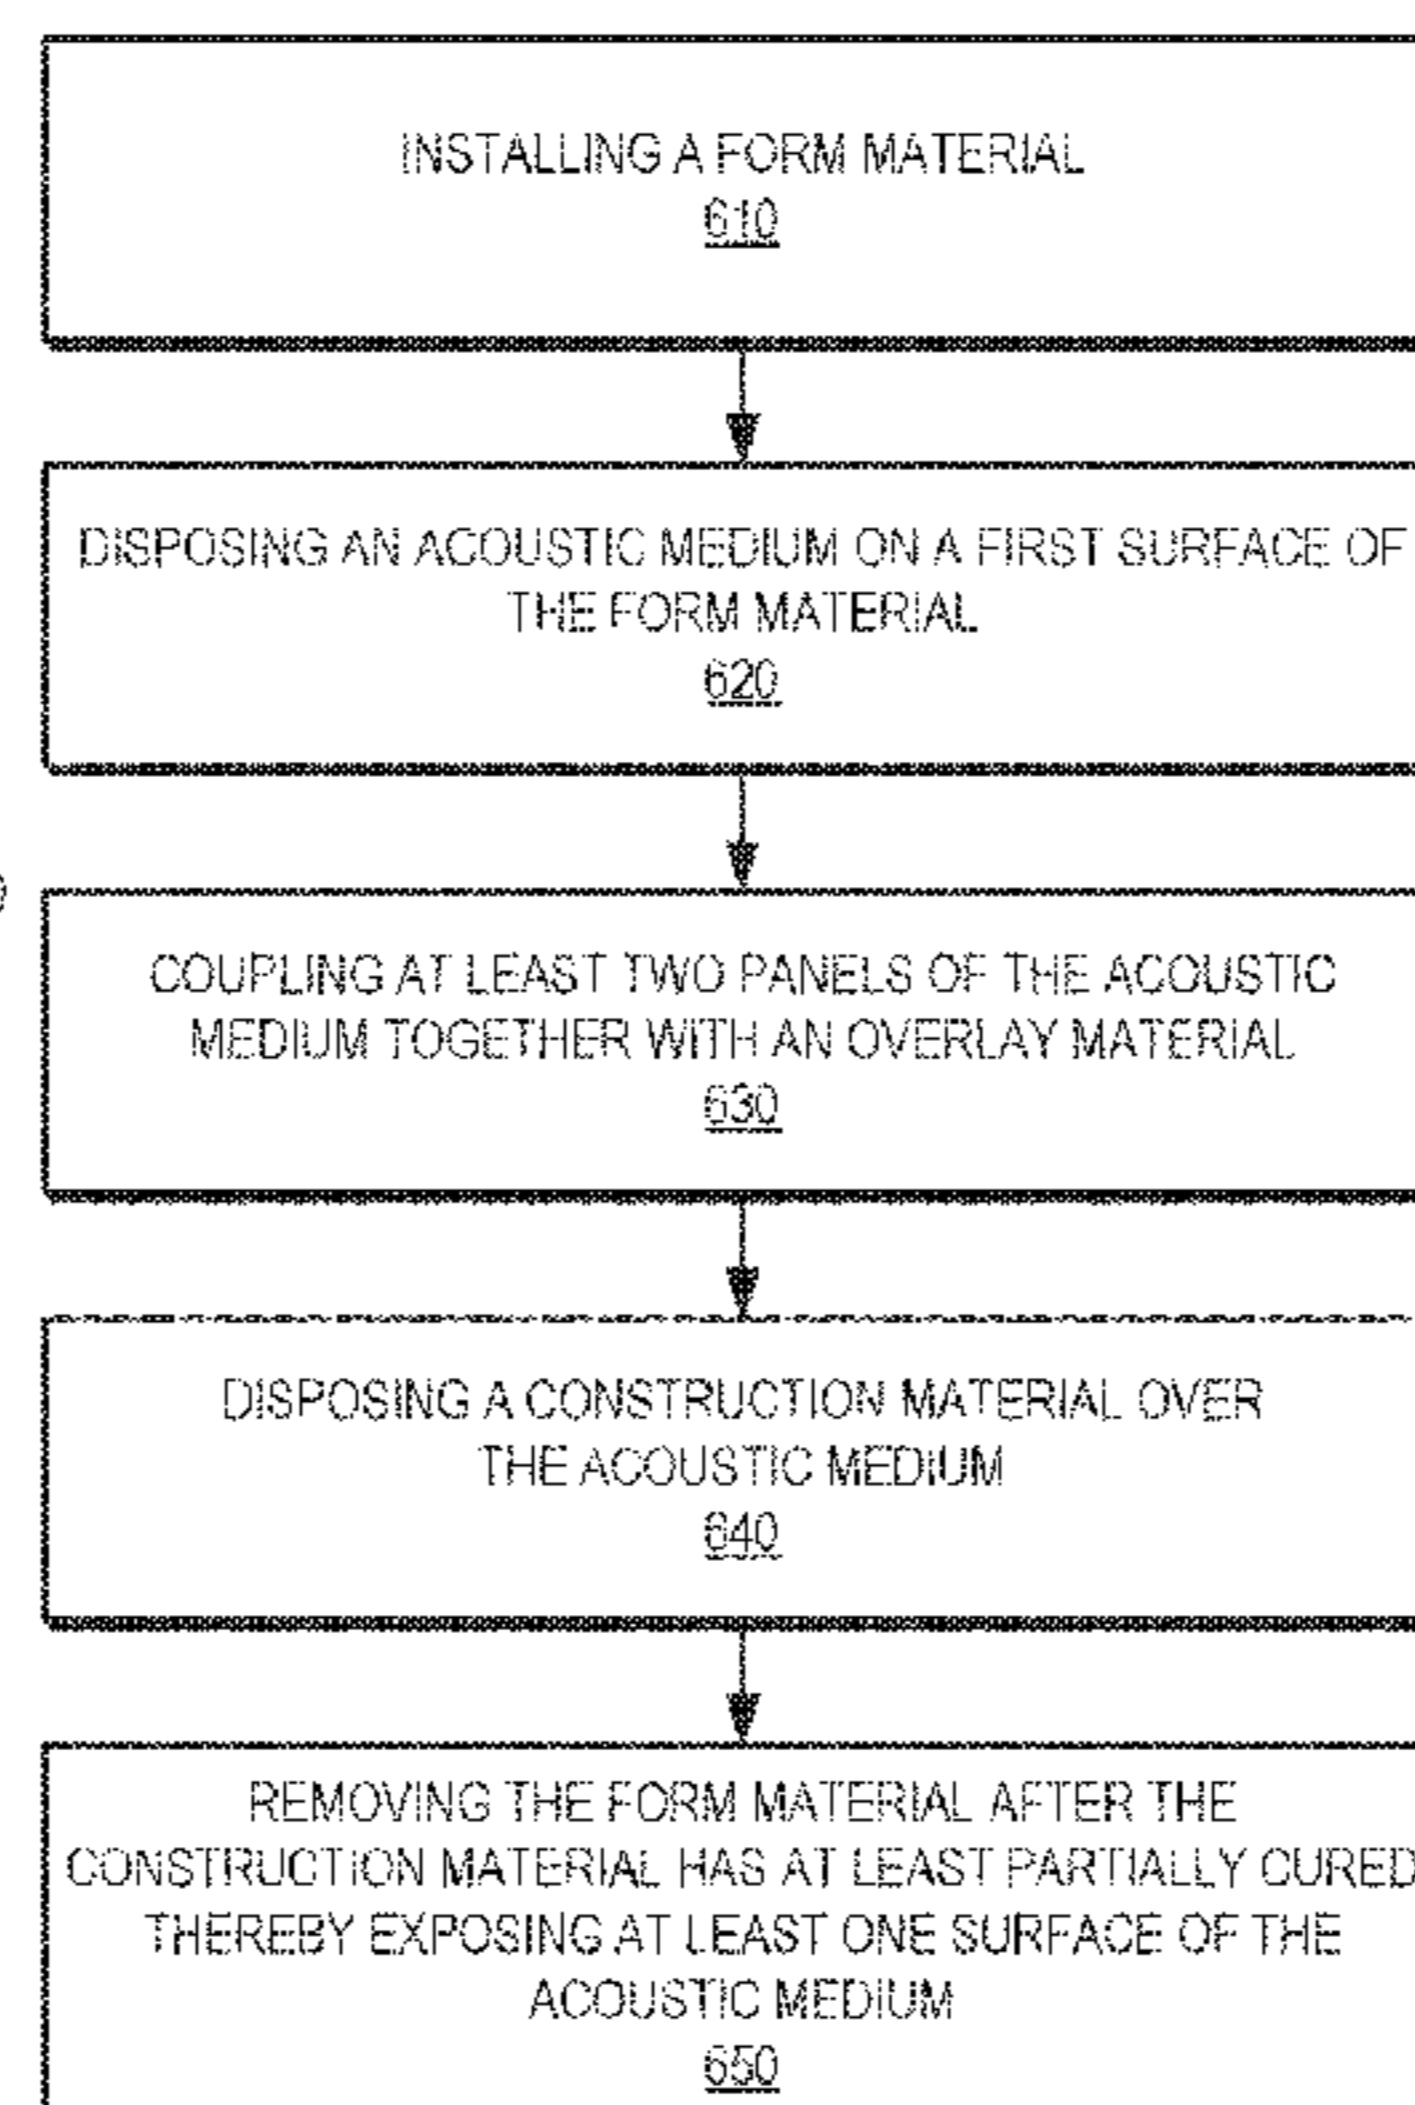 INSTALLING A FORM MATERIAL
610
DISPOSING AN ACOUSTIC MEDIUM ON A FIRST SURFACE OF
THE FORM MATERIAL
620
COUPLING AT LEAST TWO PANELS OF THE ACOUSTIC
MEDIUM TOGETHER WITH AN OVERLAY MATERIAL
630
DISPOSING A CONSTRUCTION MATERIAL OVER
THE ACOUSTIC MEDIUM
640
REMOVING THE FORM MATERIAL AFTER THE
CONSTRUCTION MATERIAL HAS AT LEAST PARTIALLY CURED
THEREBY EXPOSING AT LEAST ONE SURFACE OF THE
ACOUSTIC MEDIUM
650